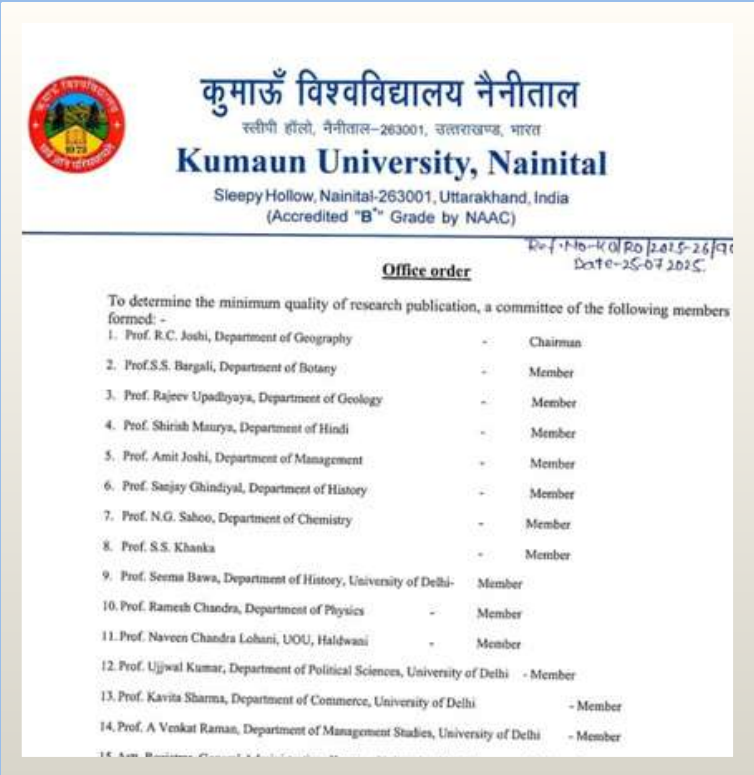 कुमाऊँ विश्वविद्यालय नैनीताल
स्लीपी हॉलो, नैनीताल–263001, उत्तराखण्ड, भारत
Kumaun University, Nainital
Sleepy Hollow, Nainital-263001, Uttarakhand, India
(Accredited "B+" Grade by NAAC)
1973
Ref.No-KU/RO/2025-26/
Date-25-07 2025.
Office order
To determine the minimum quality of research publication, a committee of the following members
formed: -
1. Prof. R.C. Joshi, Department of Geography - Chairman
2. Prof.S.S. Bargali, Department of Botany - Member
3. Prof. Rajeev Upadhyaya, Department of Geology - Member
4. Prof. Shirish Maurya, Department of Hindi - Member
5. Prof. Amit Joshi, Department of Management - Member
6. Prof. Sanjay Ghindiyal, Department of History - Member
7. Prof. N.G. Sahoo, Department of Chemistry - Member
8. Prof. S.S. Khanka - Member
9. Prof. Seema Bawa, Department of History, University of Delhi- Member
10. Prof. Ramesh Chandra, Department of Physics - Member
11. Prof. Naveen Chandra Lohani, UOU, Haldwani - Member
12. Prof. Ujjwal Kumar, Department of Political Sciences, University of Delhi - Member
13. Prof. Kavita Sharma, Department of Commerce, University of Delhi - Member
14. Prof. A Venkat Raman, Department of Management Studies, University of Delhi - Member